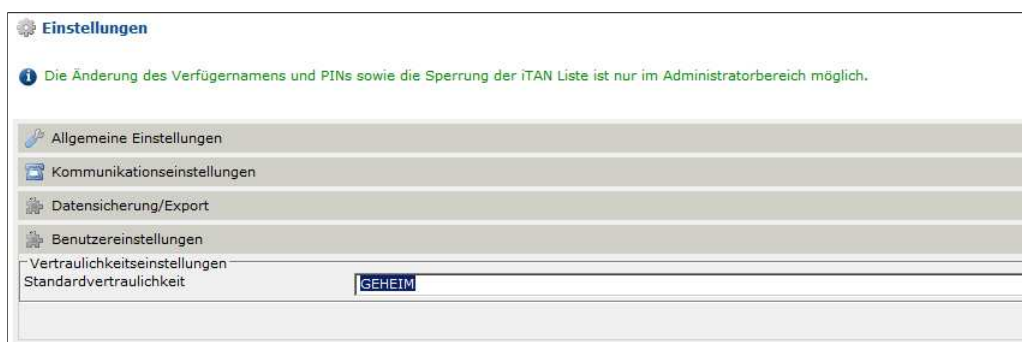 Einstellungen
Die Änderung des Verfügernamens und PINs sowie die Sperrung der iTAN Liste ist nur im Administratorbereich möglich.
Allgemeine Einstellungen
Kommunikationseinstellungen
Datensicherung/Export
Benutzereinstellungen
Vertraulichkeitseinstellungen
Standardvertraulichkeit GEHEIM